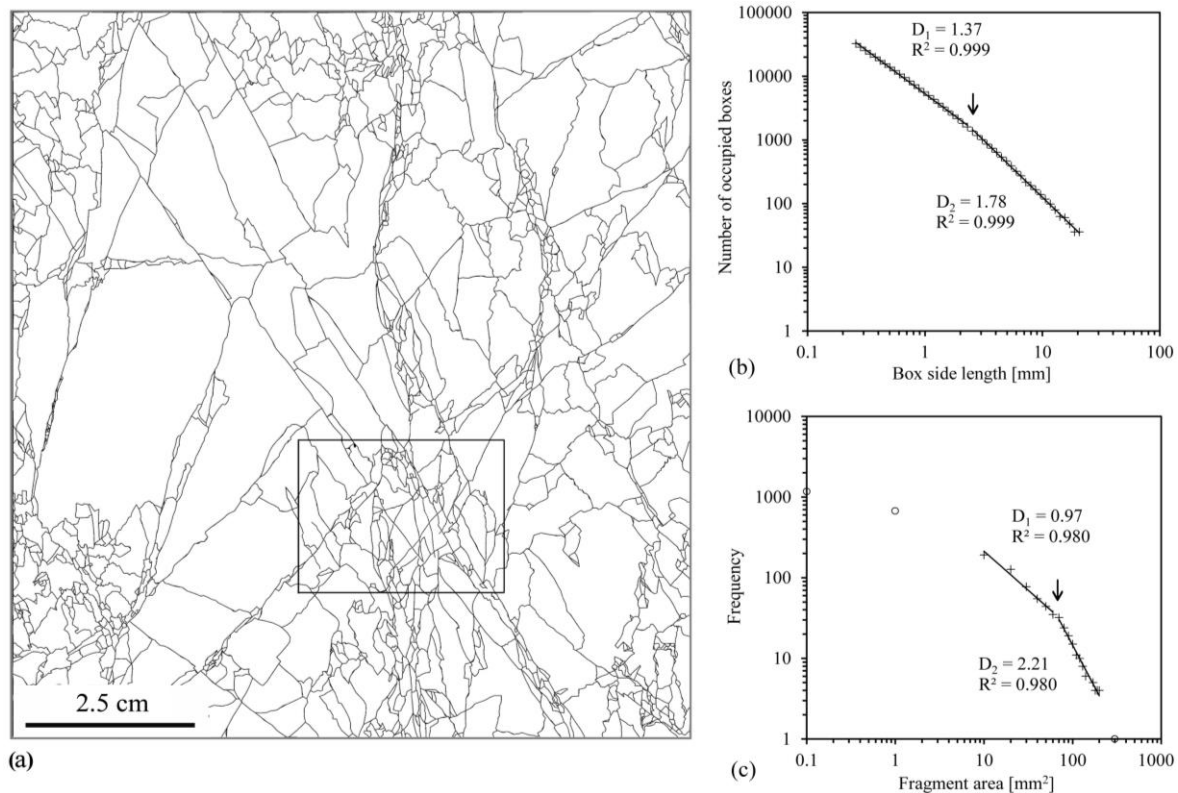 2.5 cm
(a)
100000
10000
1000
100
10
1
0.1
1
10
100
Number of occupied boxes
Box side length [mm]
D₁ = 1.37
R² = 0.999
D₂ = 1.78
R² = 0.999
(b)
10000
1000
100
10
1
0.1
1
10
100
1000
Frequency
Fragment area [mm²]
D₁ = 0.97
R² = 0.980
D₂ = 2.21
R² = 0.980
(c)